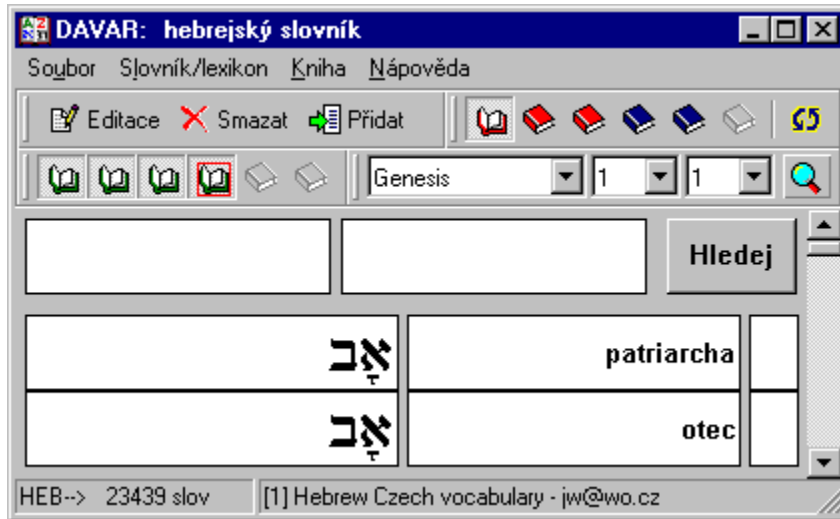 DAVAR: hebrejský slovník
Soubor Slovník/lexikon Kniha Nápověda
Editace Smazat Přidat
Genesis 1 1
Hledej
אָב patriarcha
אָב otec
HEB--> 23439 slov [1] Hebrew Czech vocabulary - jw@wo.cz